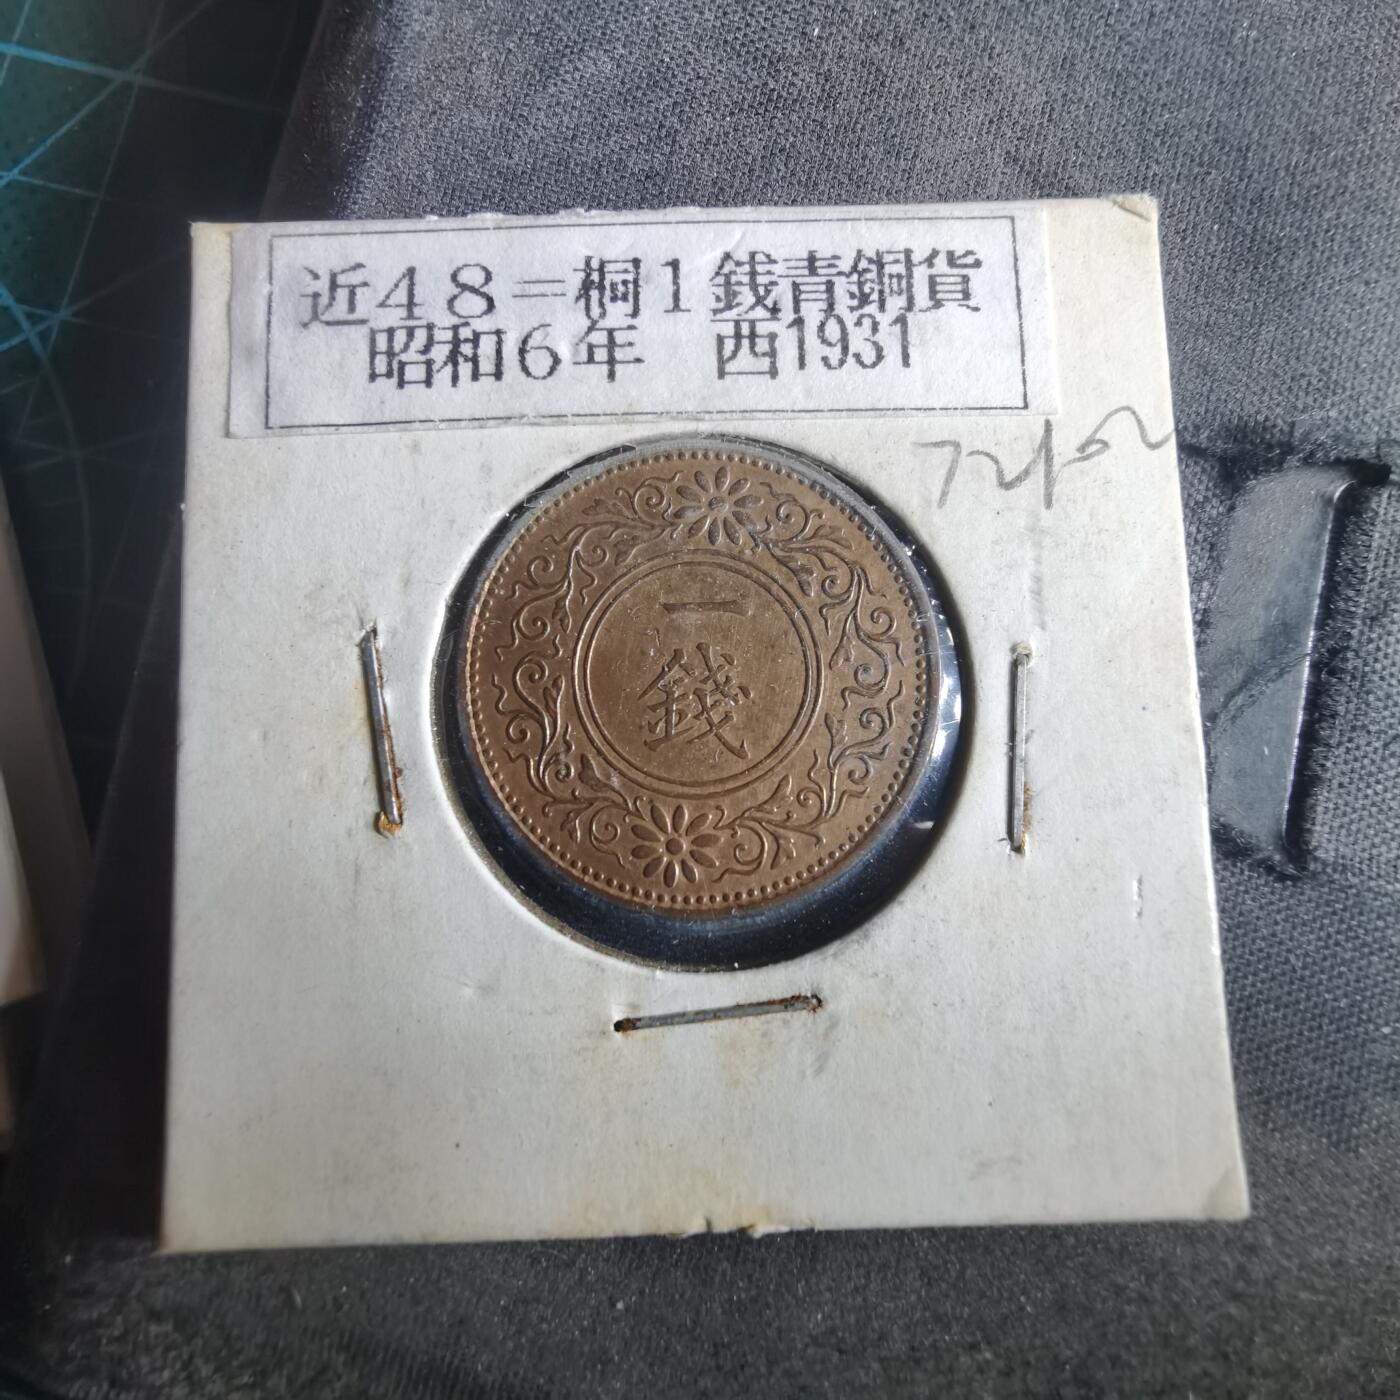 近48=桐1銭青銅貨
昭和6年　西1931
一
錢